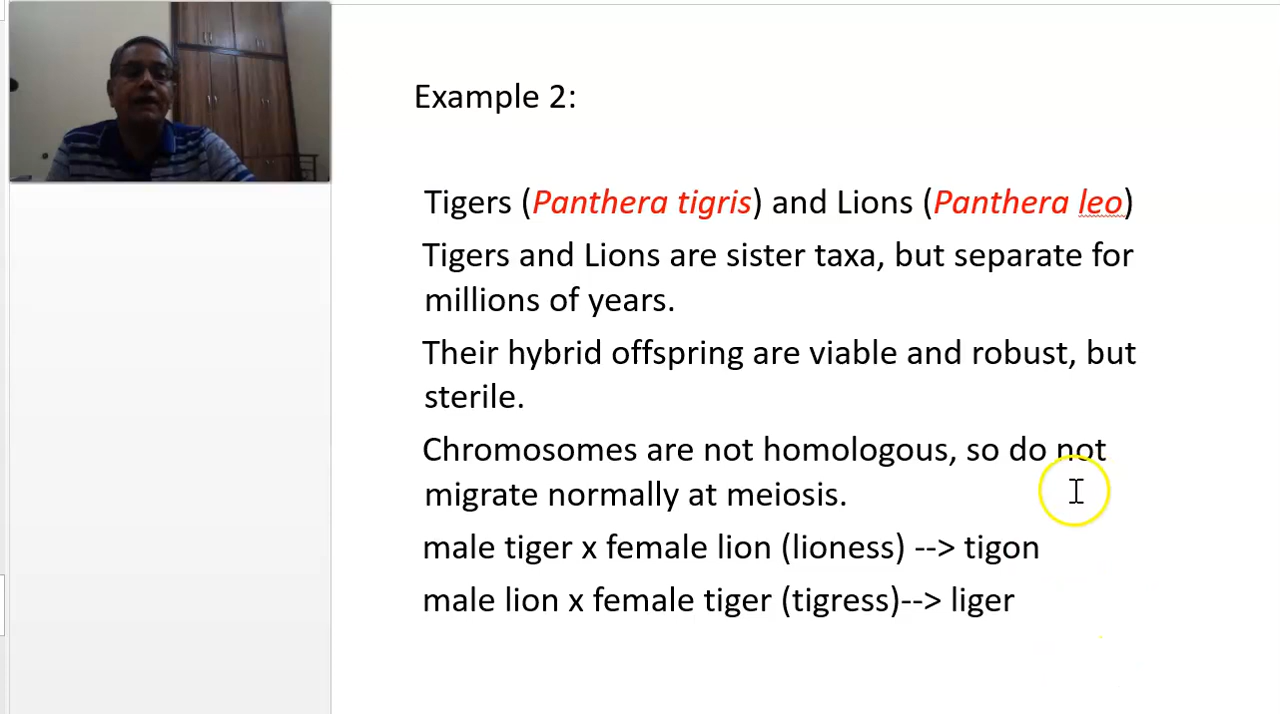 Example 2:
Tigers (Panthera tigris) and Lions (Panthera leo)
Tigers and Lions are sister taxa, but separate for
millions of years.
Their hybrid offspring are viable and robust, but
sterile.
Chromosomes are not homologous, so do not
migrate normally at meiosis.
male tiger x female lion (lioness) --> tigon
male lion x female tiger (tigress)--> liger